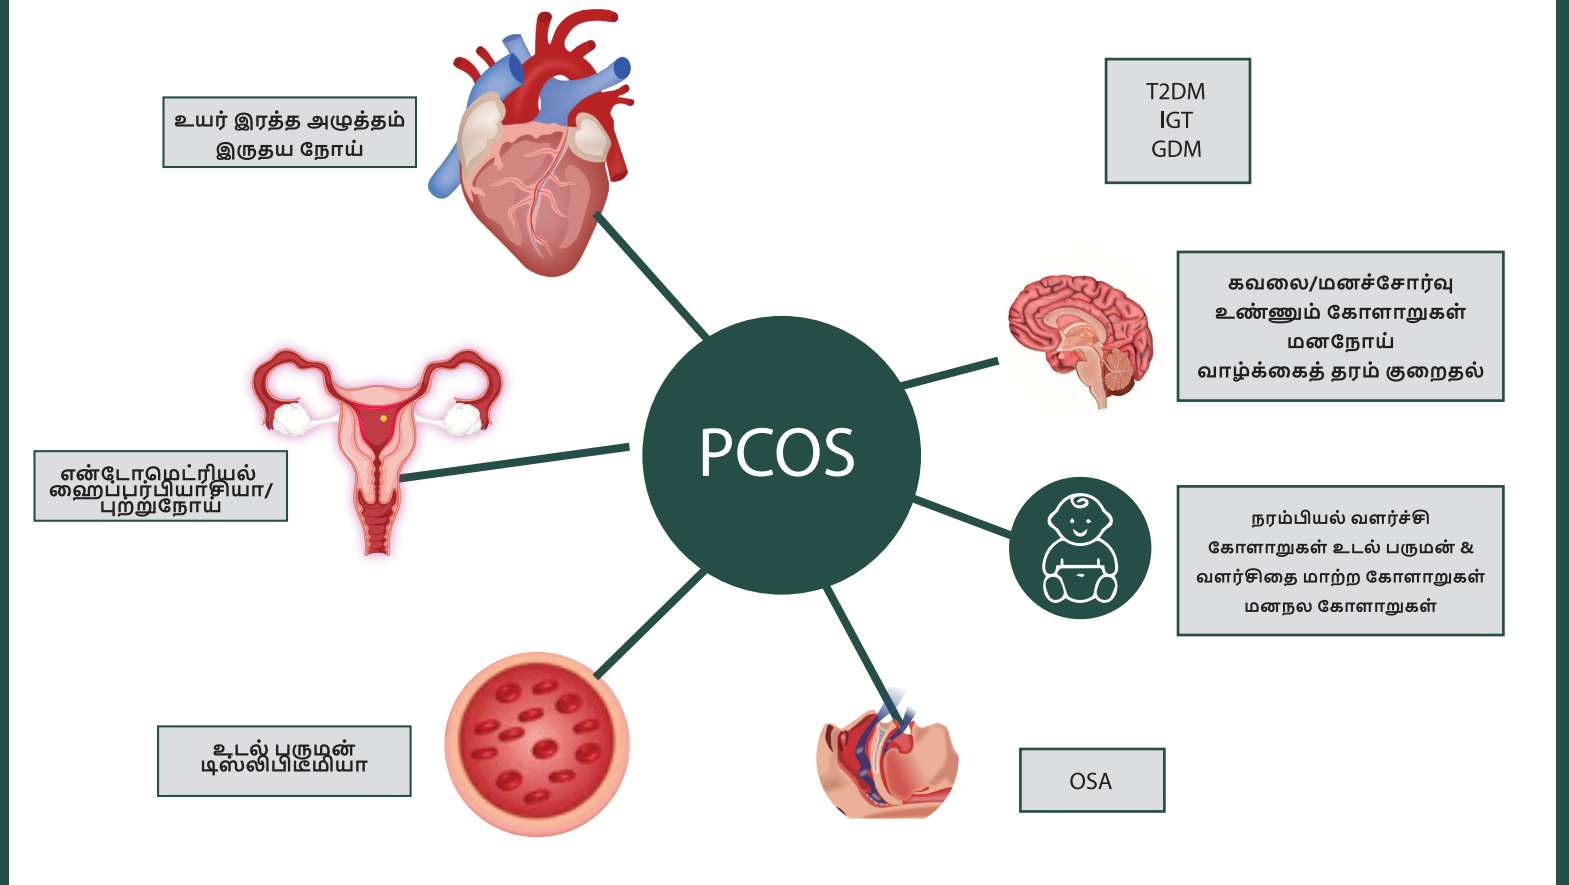 உயர் இரத்த அழுத்தம்
இருதய நோய்
T2DM
IGT
GDM
கவலை/மனச்சோர்வு
உண்ணும் கோளாறுகள்
மனநோய்
வாழ்க்கைத் தரம் குறைதல்
PCOS
என்டோமெட்ரியல்
ஹைப்பர்பியாசியா/
புற்றுநோய்
நரம்பியல் வளர்ச்சி
கோளாறுகள் உடல் பருமன் &
வளர்சிதை மாற்ற கோளாறுகள்
மனநல கோளாறுகள்
உடல் பருமன்
டிஸ்லிபிடீமியா
OSA